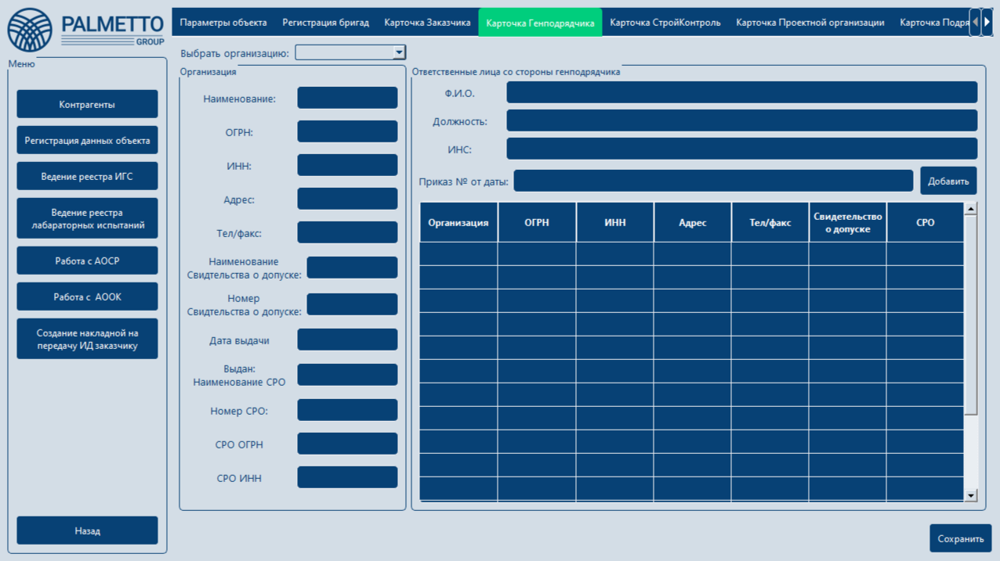 PALMETTO
GROUP
Параметры объекта
Регистрация бригад
Карточка Заказчика
Карточка Генподрядчика
Карточка СтройКонтроль
Карточка Проектной организации
Карточка Подря
Меню
Контрагенты
Регистрация данных объекта
Ведение реестра ИГС
Ведение реестра
лабараторных испытаний
Работа с АОСР
Работа с АООК
Создание накладной на
передачу ИД заказчику
Назад
Выбрать организацию:
Организация
Наименование:
ОГРН:
ИНН:
Адрес:
Тел/факс:
Наименование
Свидтельства о допуске:
Номер
Свидтельства о допуске:
Дата выдачи
Выдан:
Наименование СРО
Номер СРО:
СРО ОГРН
СРО ИНН
Ответственные лица со стороны генподрядчика
Ф.И.О.
Должность:
ИНС:
Приказ № от даты:
Добавить
Организация
ОГРН
ИНН
Адрес
Тел/факс
Свидетельство
о допуске
СРО
Сохранить